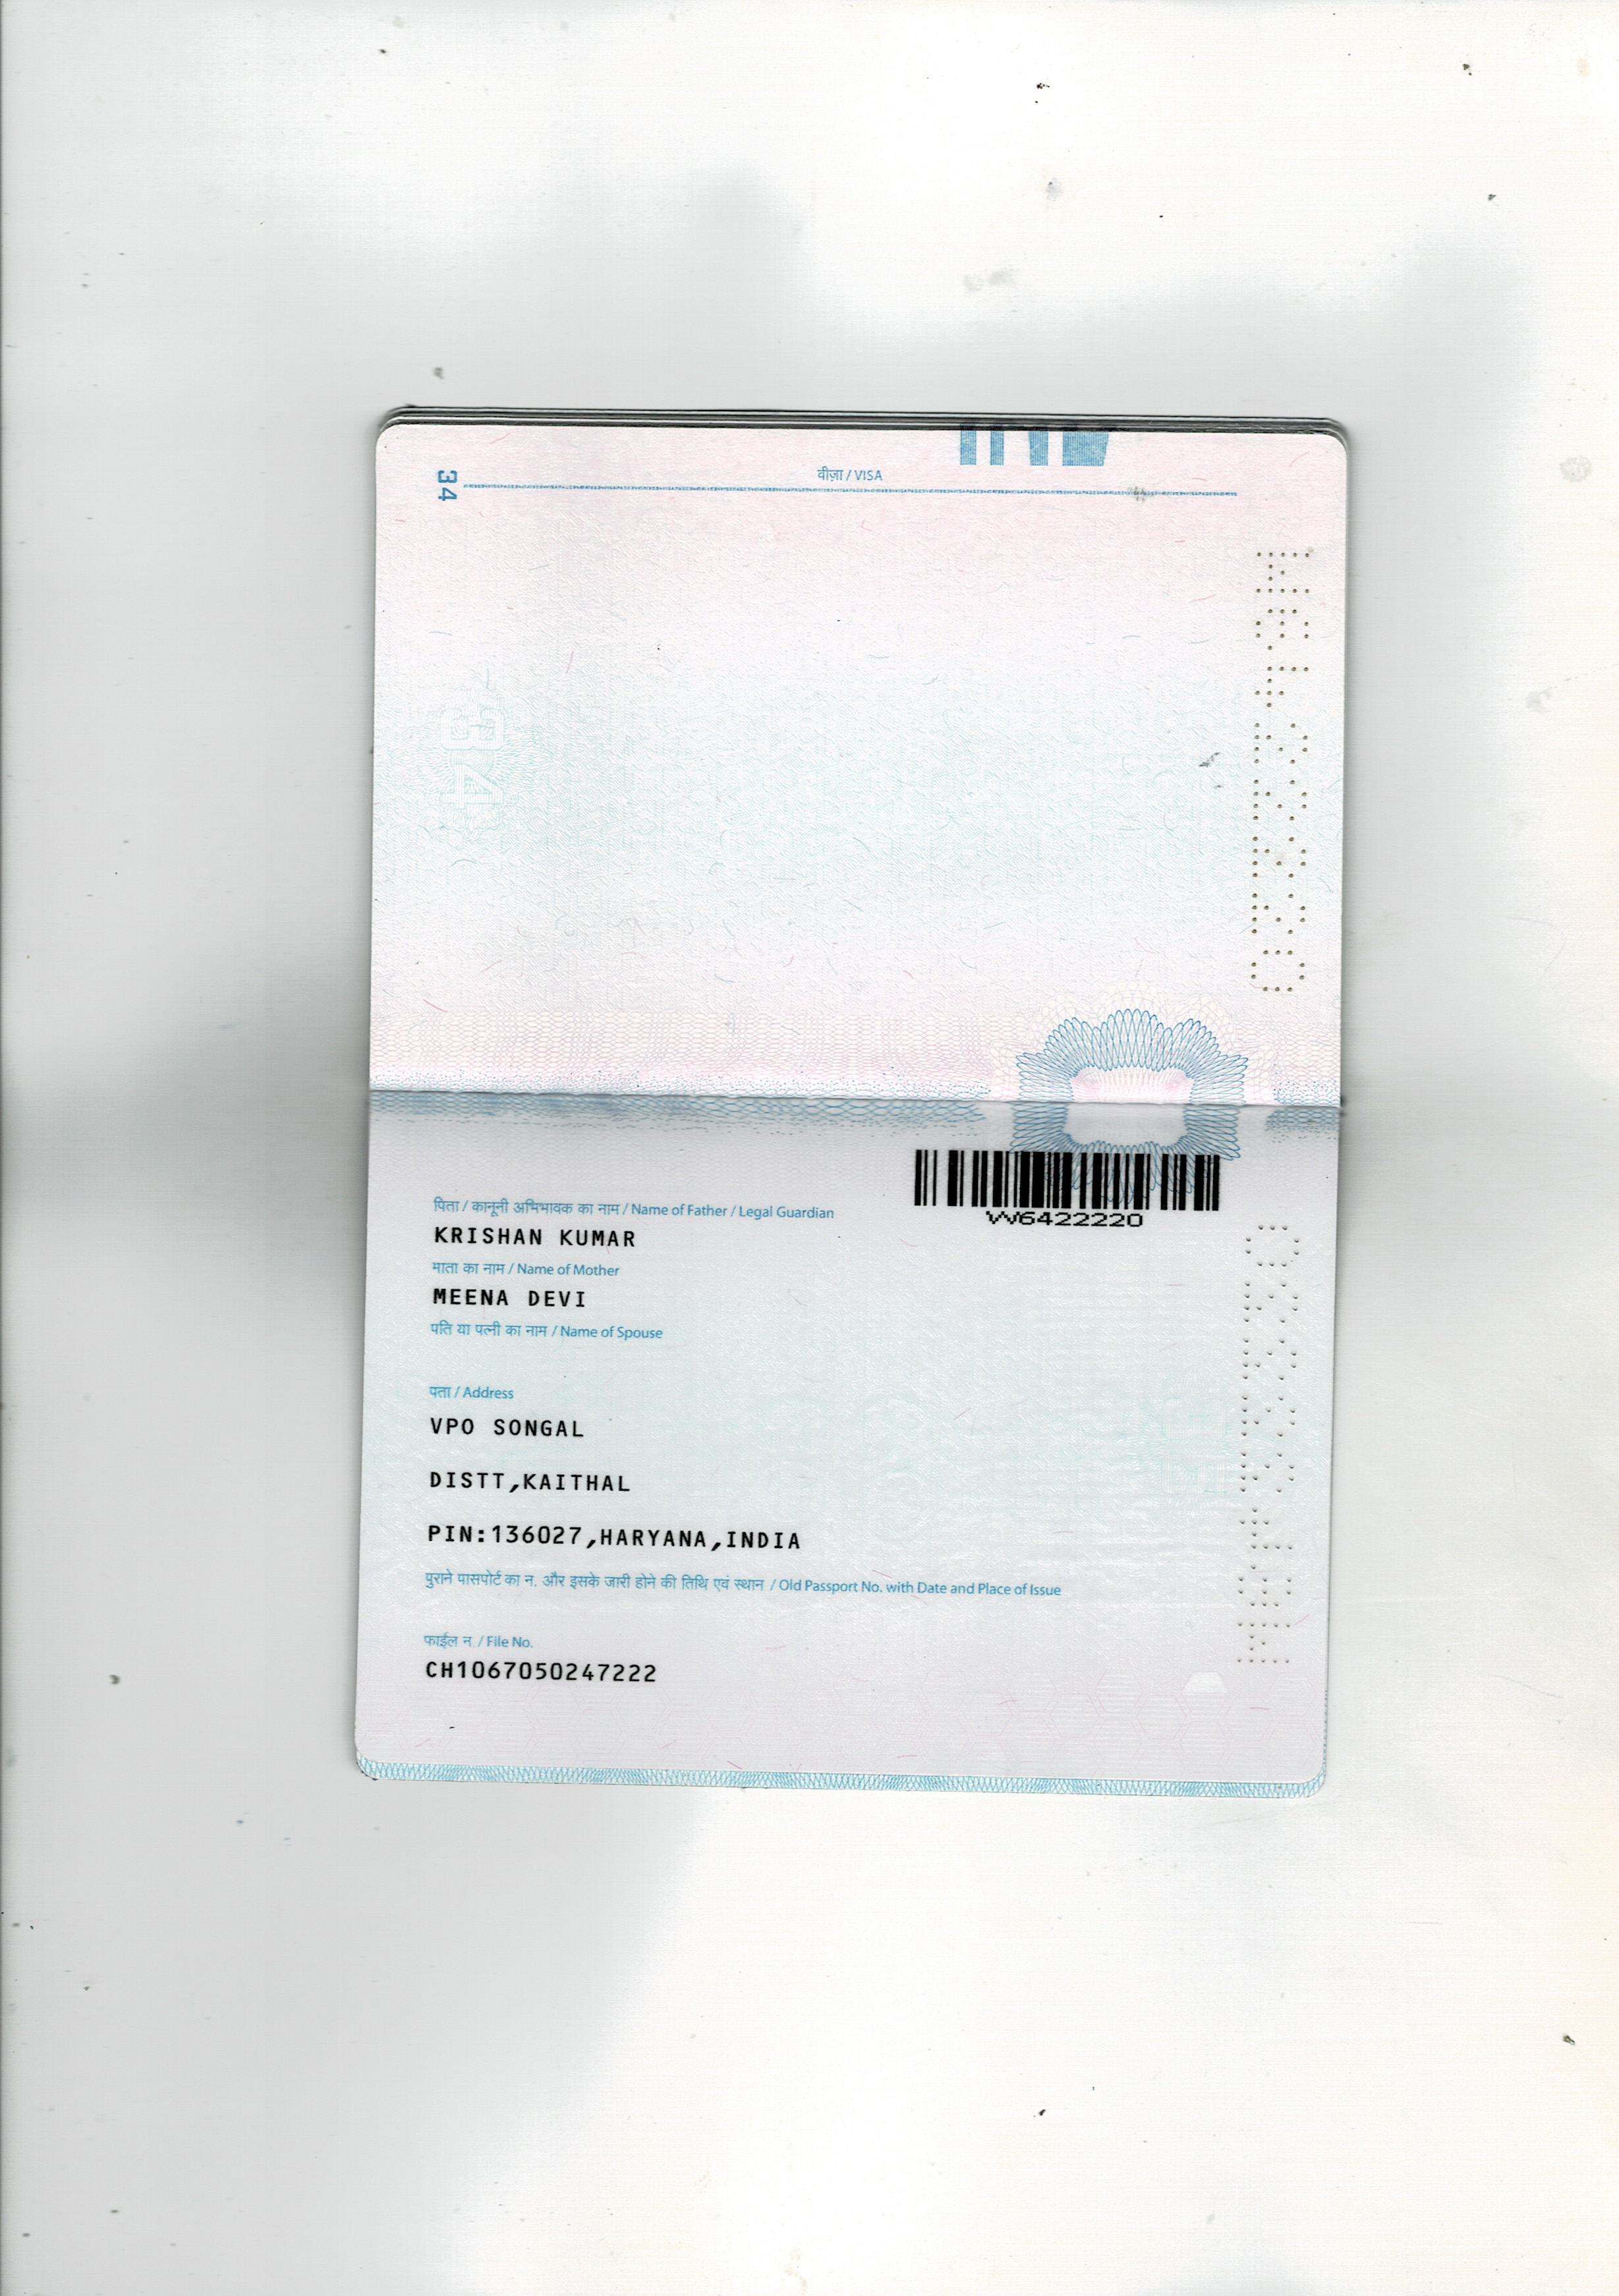 34
वीज़ा / VISA
34
W6422220
पिता / कानूनी अभिभावक का नाम / Name of Father / Legal Guardian
KRISHAN KUMAR
माता का नाम / Name of Mother
MEENA DEVI
पति या पत्नी का नाम / Name of Spouse
पता / Address
VPO SONGAL
DISTT,KAITHAL
PIN:136027,HARYANA,INDIA
पुराने पासपोर्ट का न. और इसके जारी होने की तिथि एवं स्थान / Old Passport No. with Date and Place of Issue
फाईल न. / File No.
CH1067050247222